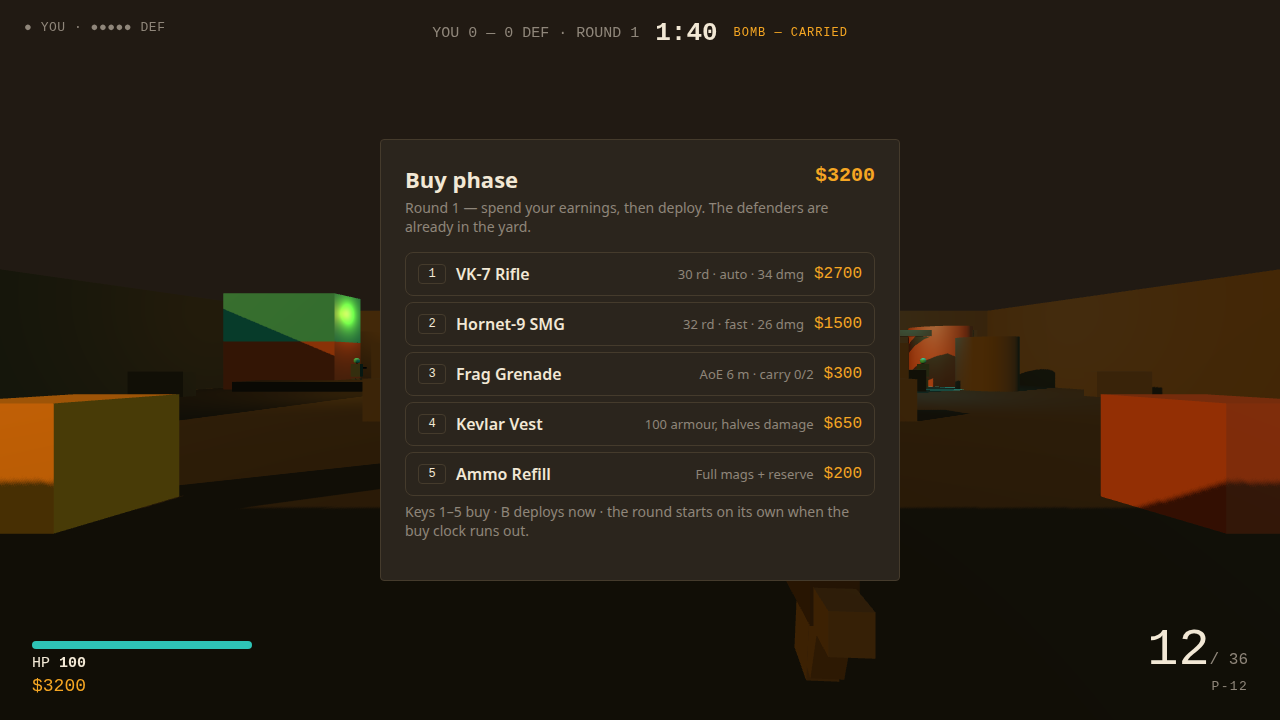 ● YOU · ●●●●● DEF
YOU 0 — 0 DEF · ROUND 1 1:40 BOMB — CARRIED
Buy phase $3200
Round 1 — spend your earnings, then deploy. The defenders are
already in the yard.
1 VK-7 Rifle 30 rd · auto · 34 dmg $2700
2 Hornet-9 SMG 32 rd · fast · 26 dmg $1500
3 Frag Grenade AoE 6 m · carry 0/2 $300
4 Kevlar Vest 100 armour, halves damage $650
5 Ammo Refill Full mags + reserve $200
Keys 1–5 buy · B deploys now · the round starts on its own when the
buy clock runs out.
HP 100
$3200
12 / 36
P-12